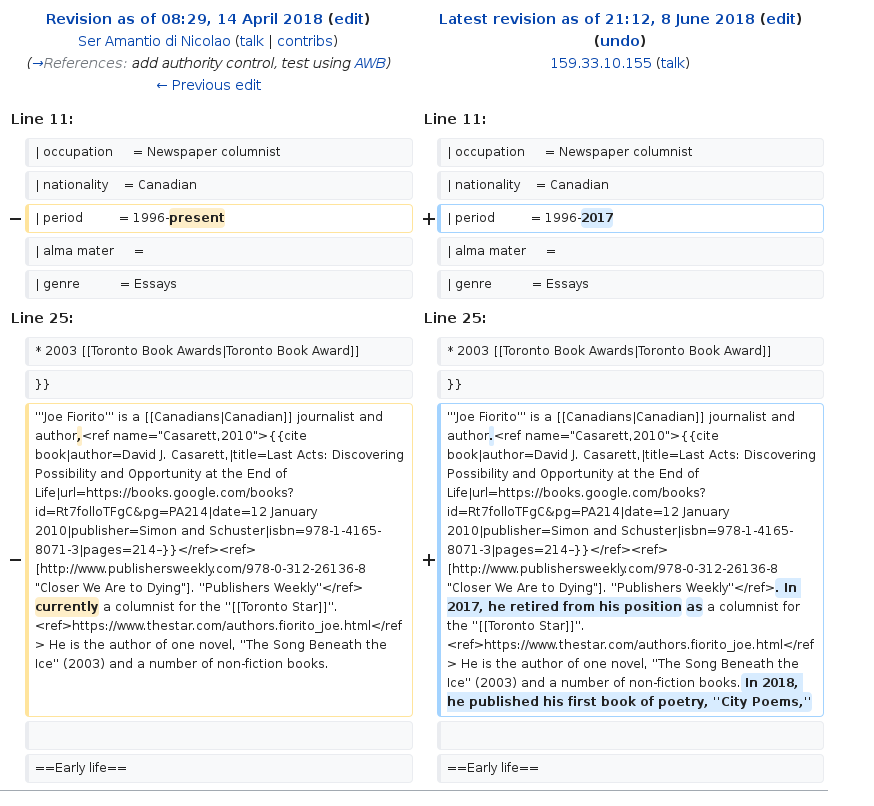 Revision as of 08:29, 14 April 2018 (edit)
Ser Amantio di Nicolao (talk | contribs)
(→References: add authority control, test using AWB)
← Previous edit
Latest revision as of 21:12, 8 June 2018 (edit)
(undo)
159.33.10.155 (talk)
Line 11:
Line 11:
| occupation = Newspaper columnist
| occupation = Newspaper columnist
| nationality = Canadian
| nationality = Canadian
− | period = 1996-present
+ | period = 1996-2017
| alma mater =
| alma mater =
| genre = Essays
| genre = Essays
Line 25:
Line 25:
* 2003 [[Toronto Book Awards|Toronto Book Award]]
* 2003 [[Toronto Book Awards|Toronto Book Award]]
}}
}}
−
'''Joe Fiorito''' is a [[Canadians|Canadian]] journalist and
author,<ref name="Casarett,2010">{{cite
book|author=David J. Casarett,|title=Last Acts: Discovering
Possibility and Opportunity at the End of
Life|url=https://books.google.com/books?
id=Rt7folloTFgC&pg=PA214|date=12 January
2010|publisher=Simon and Schuster|isbn=978-1-4165-
8071-3|pages=214–}}</ref><ref>
[http://www.publishersweekly.com/978-0-312-26136-8
"Closer We Are to Dying"]. ''Publishers Weekly''</ref>
currently a columnist for the ''[[Toronto Star]]''.
<ref>https://www.thestar.com/authors.fiorito_joe.html</ref
> He is the author of one novel, ''The Song Beneath the
Ice'' (2003) and a number of non-fiction books.
+
'''Joe Fiorito''' is a [[Canadians|Canadian]] journalist and
author.<ref name="Casarett,2010">{{cite
book|author=David J. Casarett,|title=Last Acts: Discovering
Possibility and Opportunity at the End of
Life|url=https://books.google.com/books?
id=Rt7folloTFgC&pg=PA214|date=12 January
2010|publisher=Simon and Schuster|isbn=978-1-4165-
8071-3|pages=214–}}</ref><ref>
[http://www.publishersweekly.com/978-0-312-26136-8
"Closer We Are to Dying"]. ''Publishers Weekly''</ref>. In
2017, he retired from his position as a columnist for
the ''[[Toronto Star]]''.
<ref>https://www.thestar.com/authors.fiorito_joe.html</ref
> He is the author of one novel, ''The Song Beneath the
Ice'' (2003) and a number of non-fiction books. In 2018,
he published his first book of poetry, ''City Poems,''
==Early life==
==Early life==